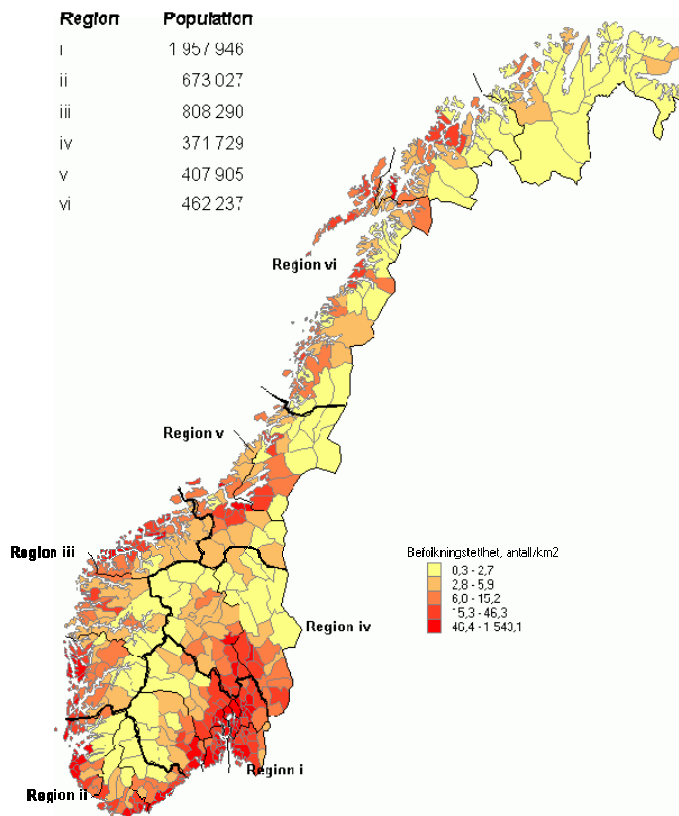 Region Population
i 1 957 946
ii 673 027
iii 808 290
iv 371 729
v 407 905
vi 462 237
Region vi
Region v
Region iii
Befolkningstetthet, antall/km2
0,3 - 2,7
2,8 - 5,9
6,0 - 15,2
15,3 - 46,3
46,4 - 1 543,1
Region iv
Region i
Region ii